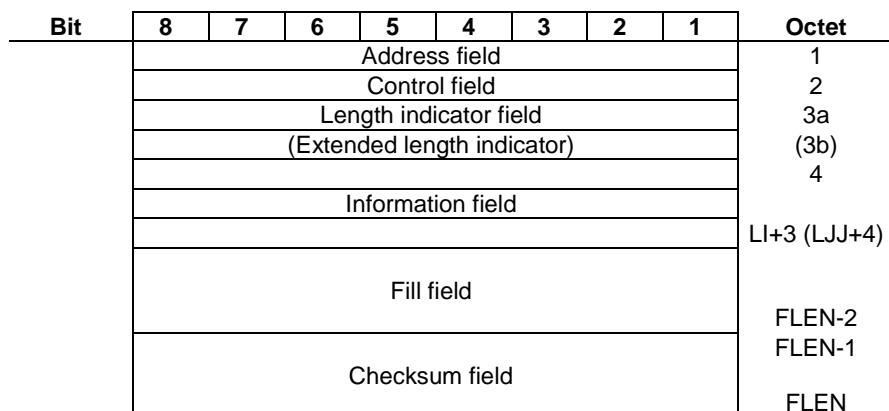 Bit 8 7 6 5 4 3 2 1 Octet
Address field 1
Control field 2
Length indicator field 3a
(Extended length indicator) (3b)
4
Information field
LI+3 (LJJ+4)
Fill field
FLEN-2
FLEN-1
Checksum field
FLEN